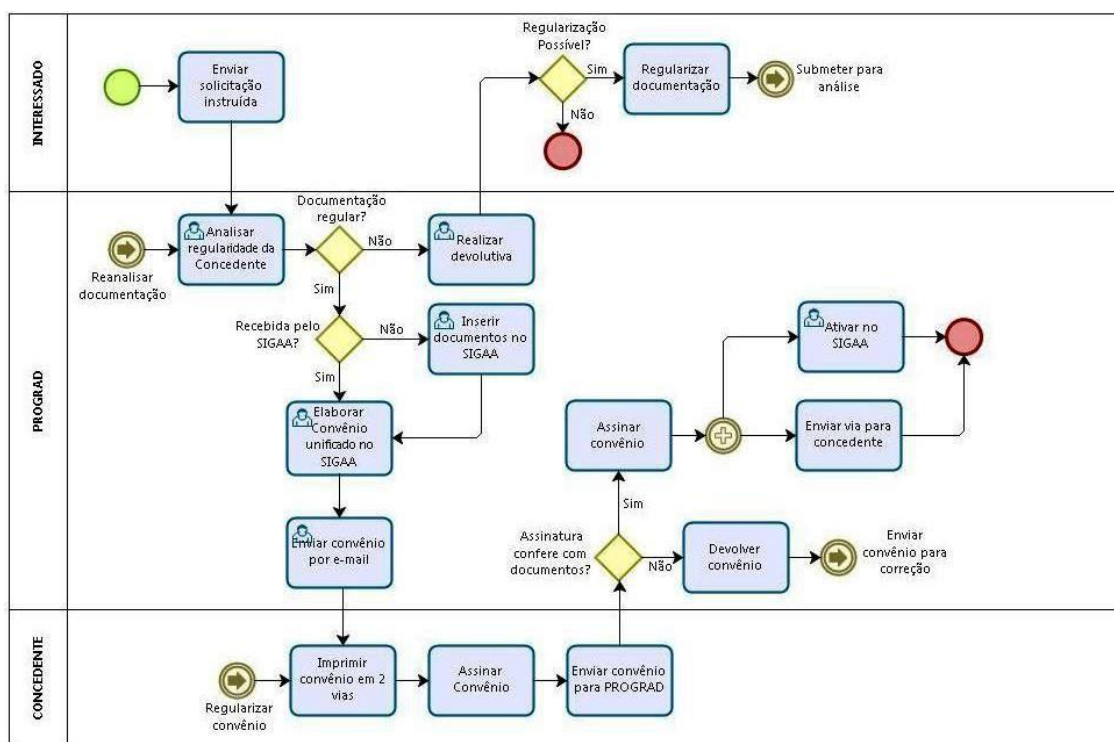 INTERESSADO
Enviar
solicitação
instruída
Regularização
Possível?
Sim
Não
Regularizar
documentação
Submeter para
análise
PROGRAD
Reanalisar
documentação
Analisar
regularidade da
Concedente
Documentação
regular?
Não
Sim
Realizar
devolutiva
Recebida pelo
SIGAA?
Não
Sim
Inserir
documentos no
SIGAA
Elaborar
Convênio
unificado no
SIGAA
Enviar convênio
por e-mail
Assinatura
confere com
documentos?
Sim
Não
Assinar
convênio
Ativar no
SIGAA
Enviar via para
concedente
Devolver
convênio
Enviar
convênio para
correção
CONCEDENTE
Regularizar
convênio
Imprimir
convênio em 2
vias
Assinar
Convênio
Enviar convênio
para PROGRAD